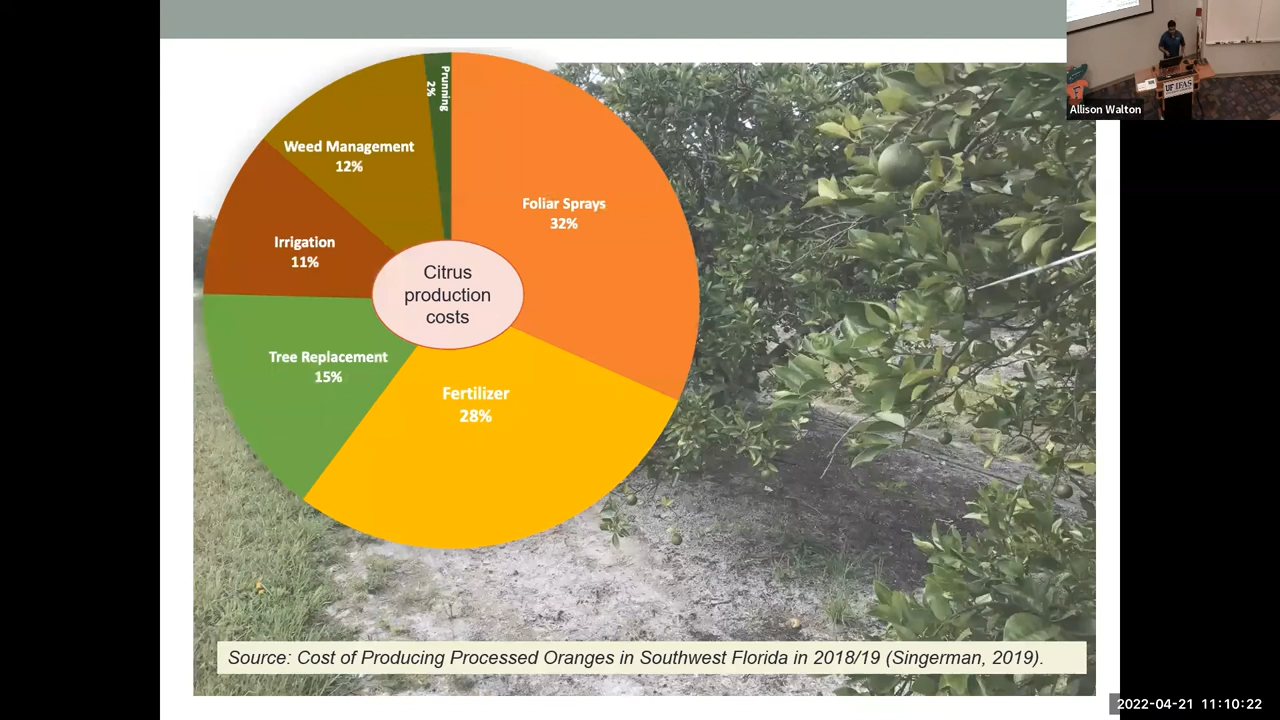 Prunning
2%
Foliar Sprays
32%
Weed Management
12%
Irrigation
11%
Citrus
production
costs
Tree Replacement
15%
Fertilizer
28%
Source: Cost of Producing Processed Oranges in Southwest Florida in 2018/19 (Singerman, 2019).
UF IFAS
Allison Walton
2022-04-21 11:10:22